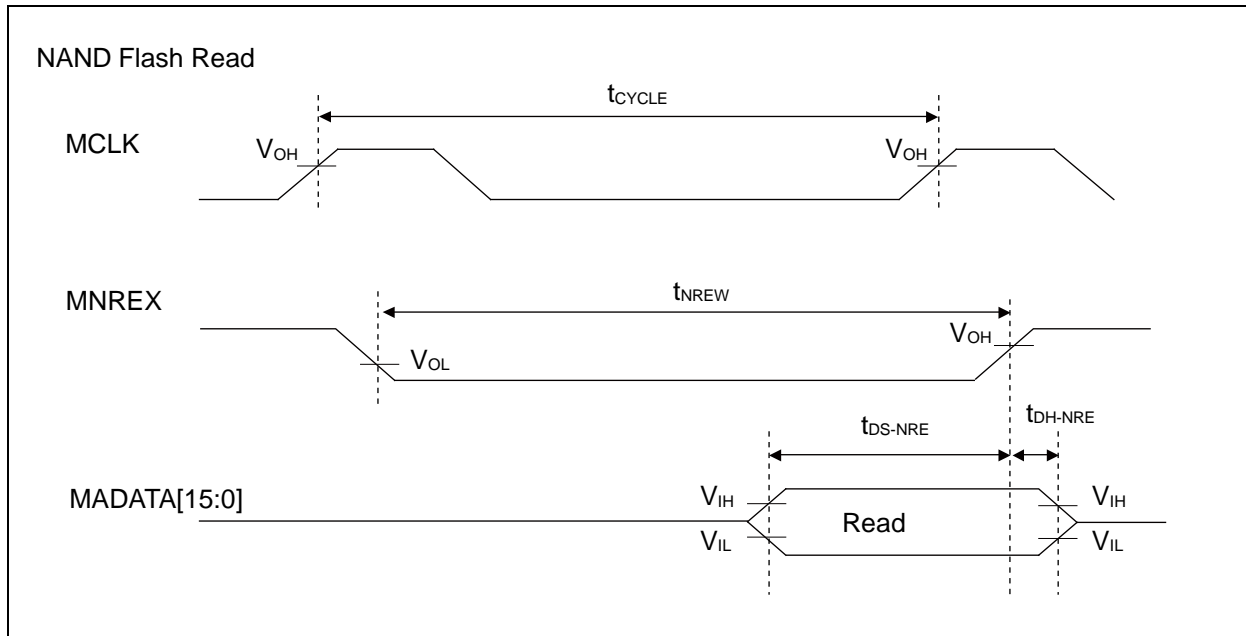 NAND Flash Read
tCYCLE
MCLK
VOH
VOH
tNREW
MNREX
VOH
VOL
tDS-NRE
tDH-NRE
MADATA[15:0]
VIH
Read
VIH
VIL
VIL